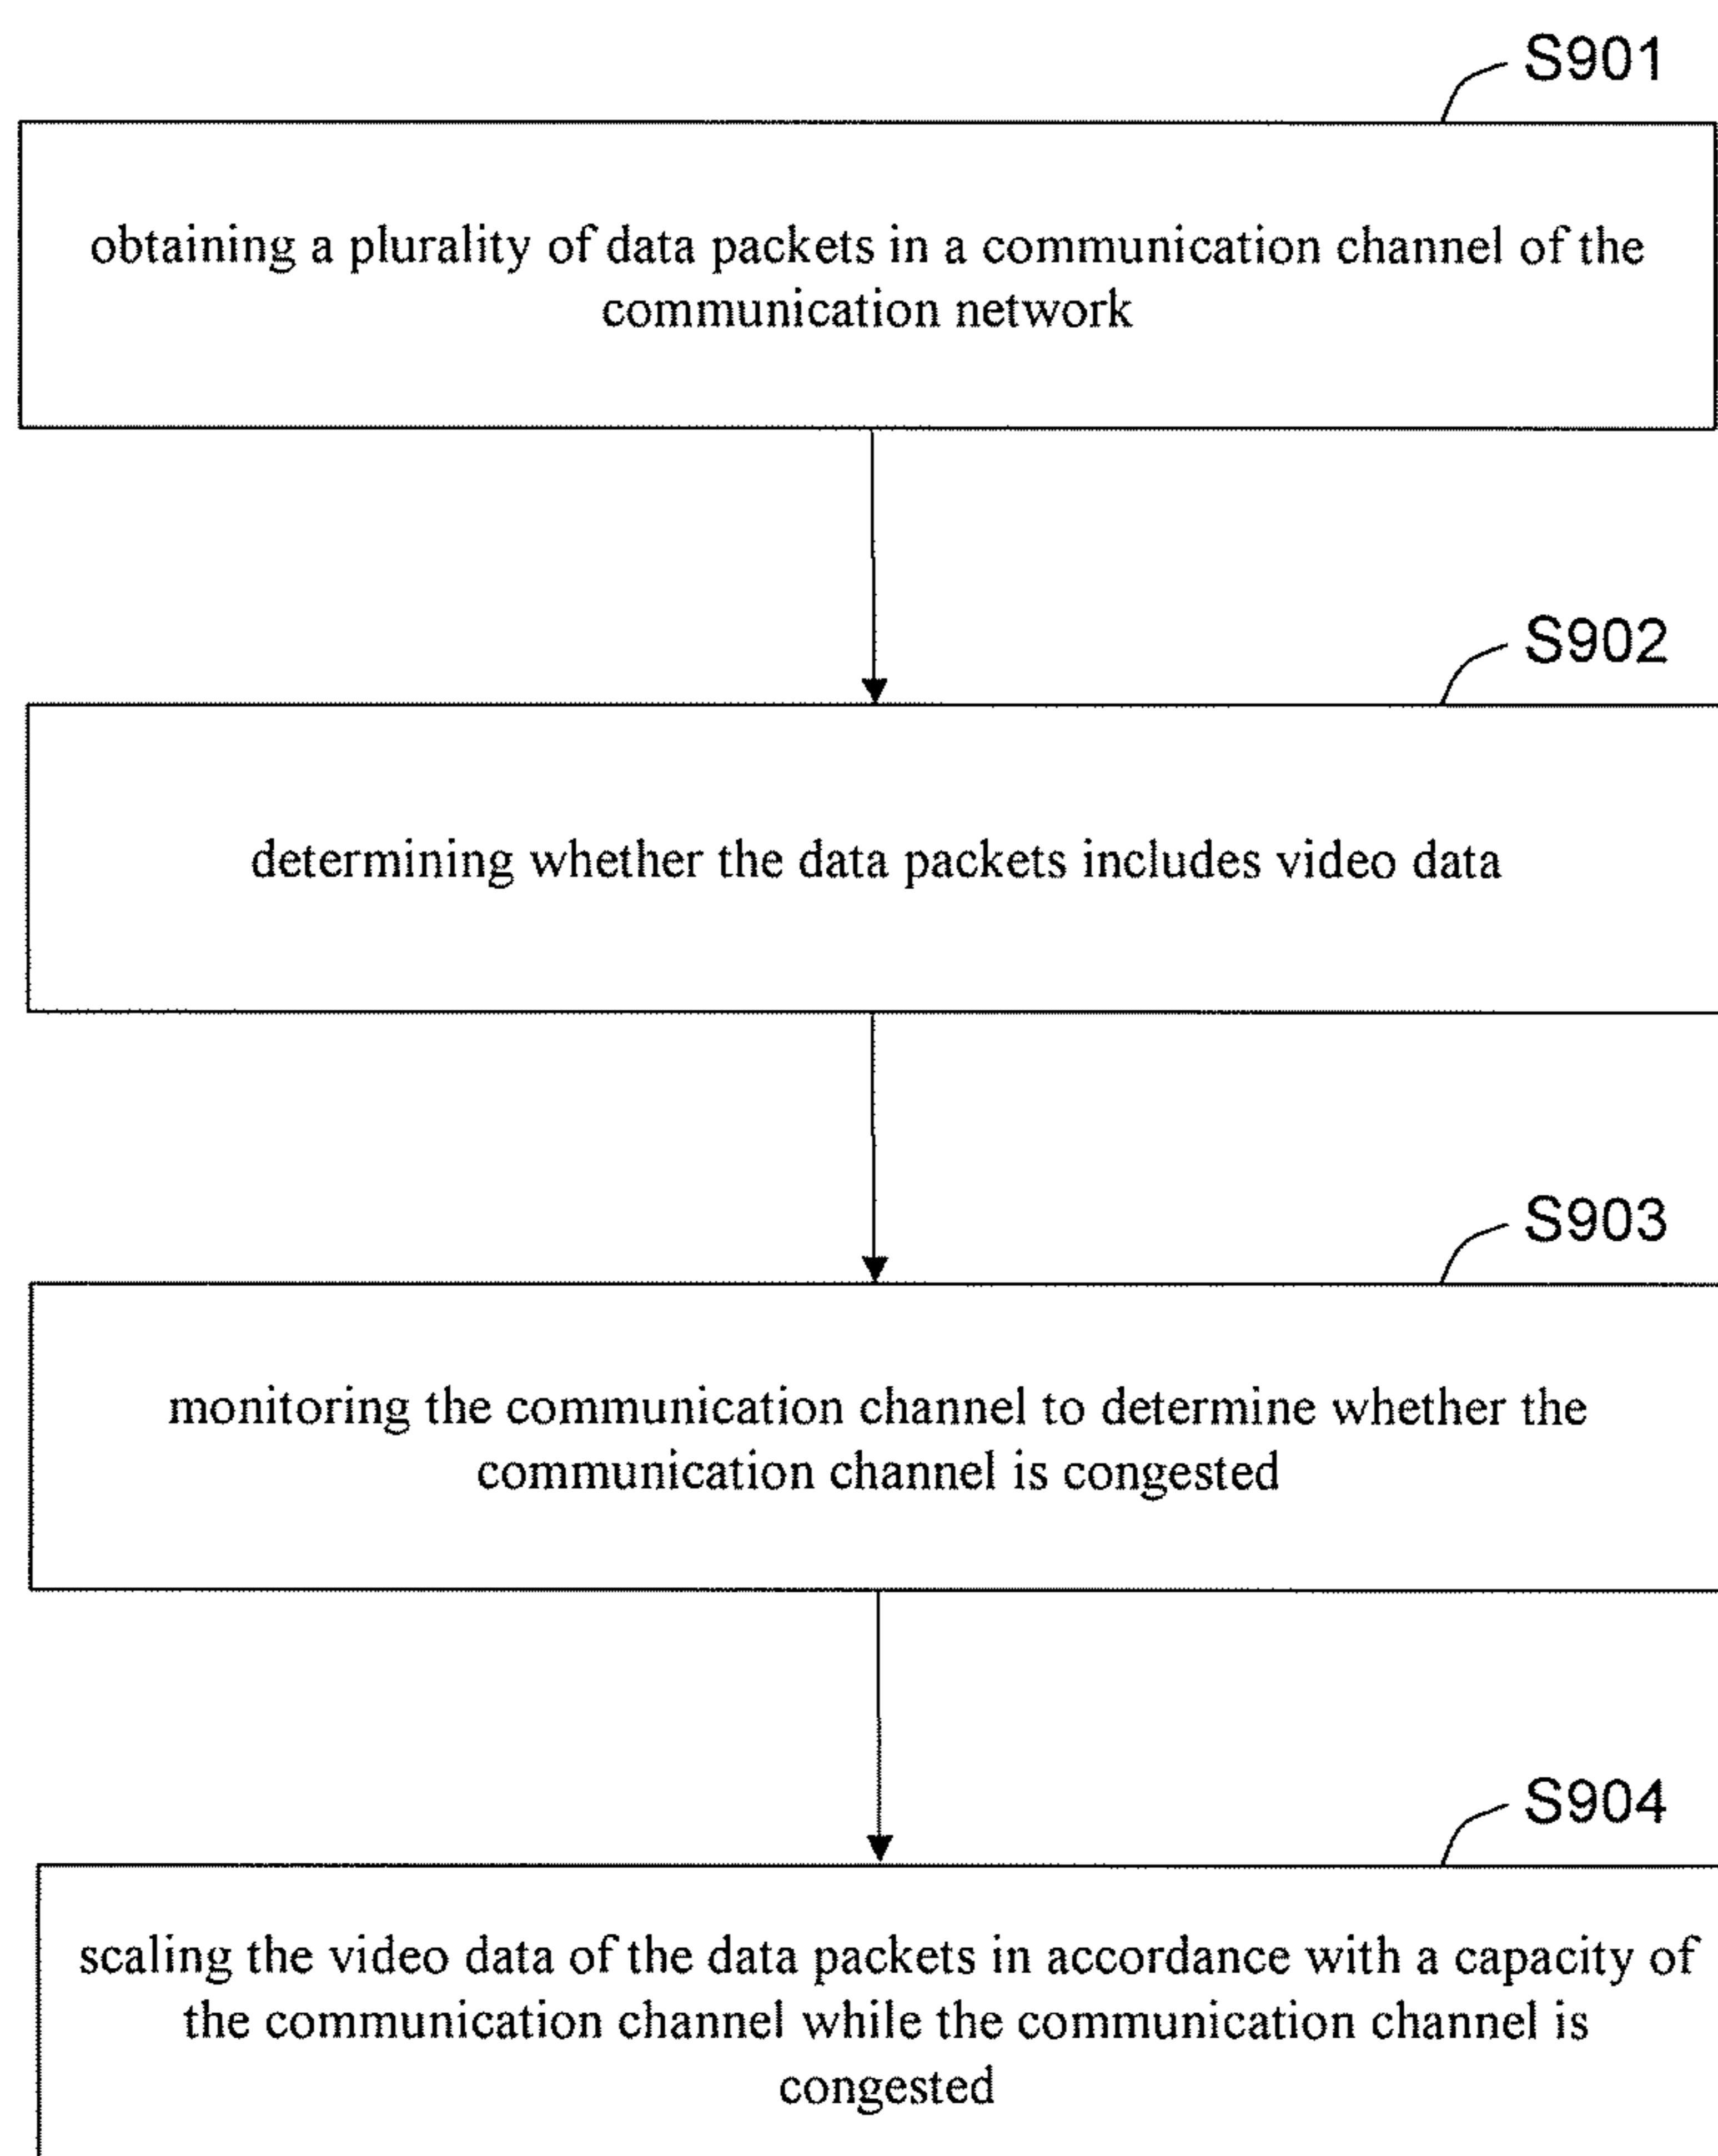 S901
obtaining a plurality of data packets in a communication channel of the
communication network
S902
determining whether the data packets includes video data
S903
monitoring the communication channel to determine whether the
communication channel is congested
S904
scaling the video data of the data packets in accordance with a capacity of
the communication channel while the communication channel is
congested